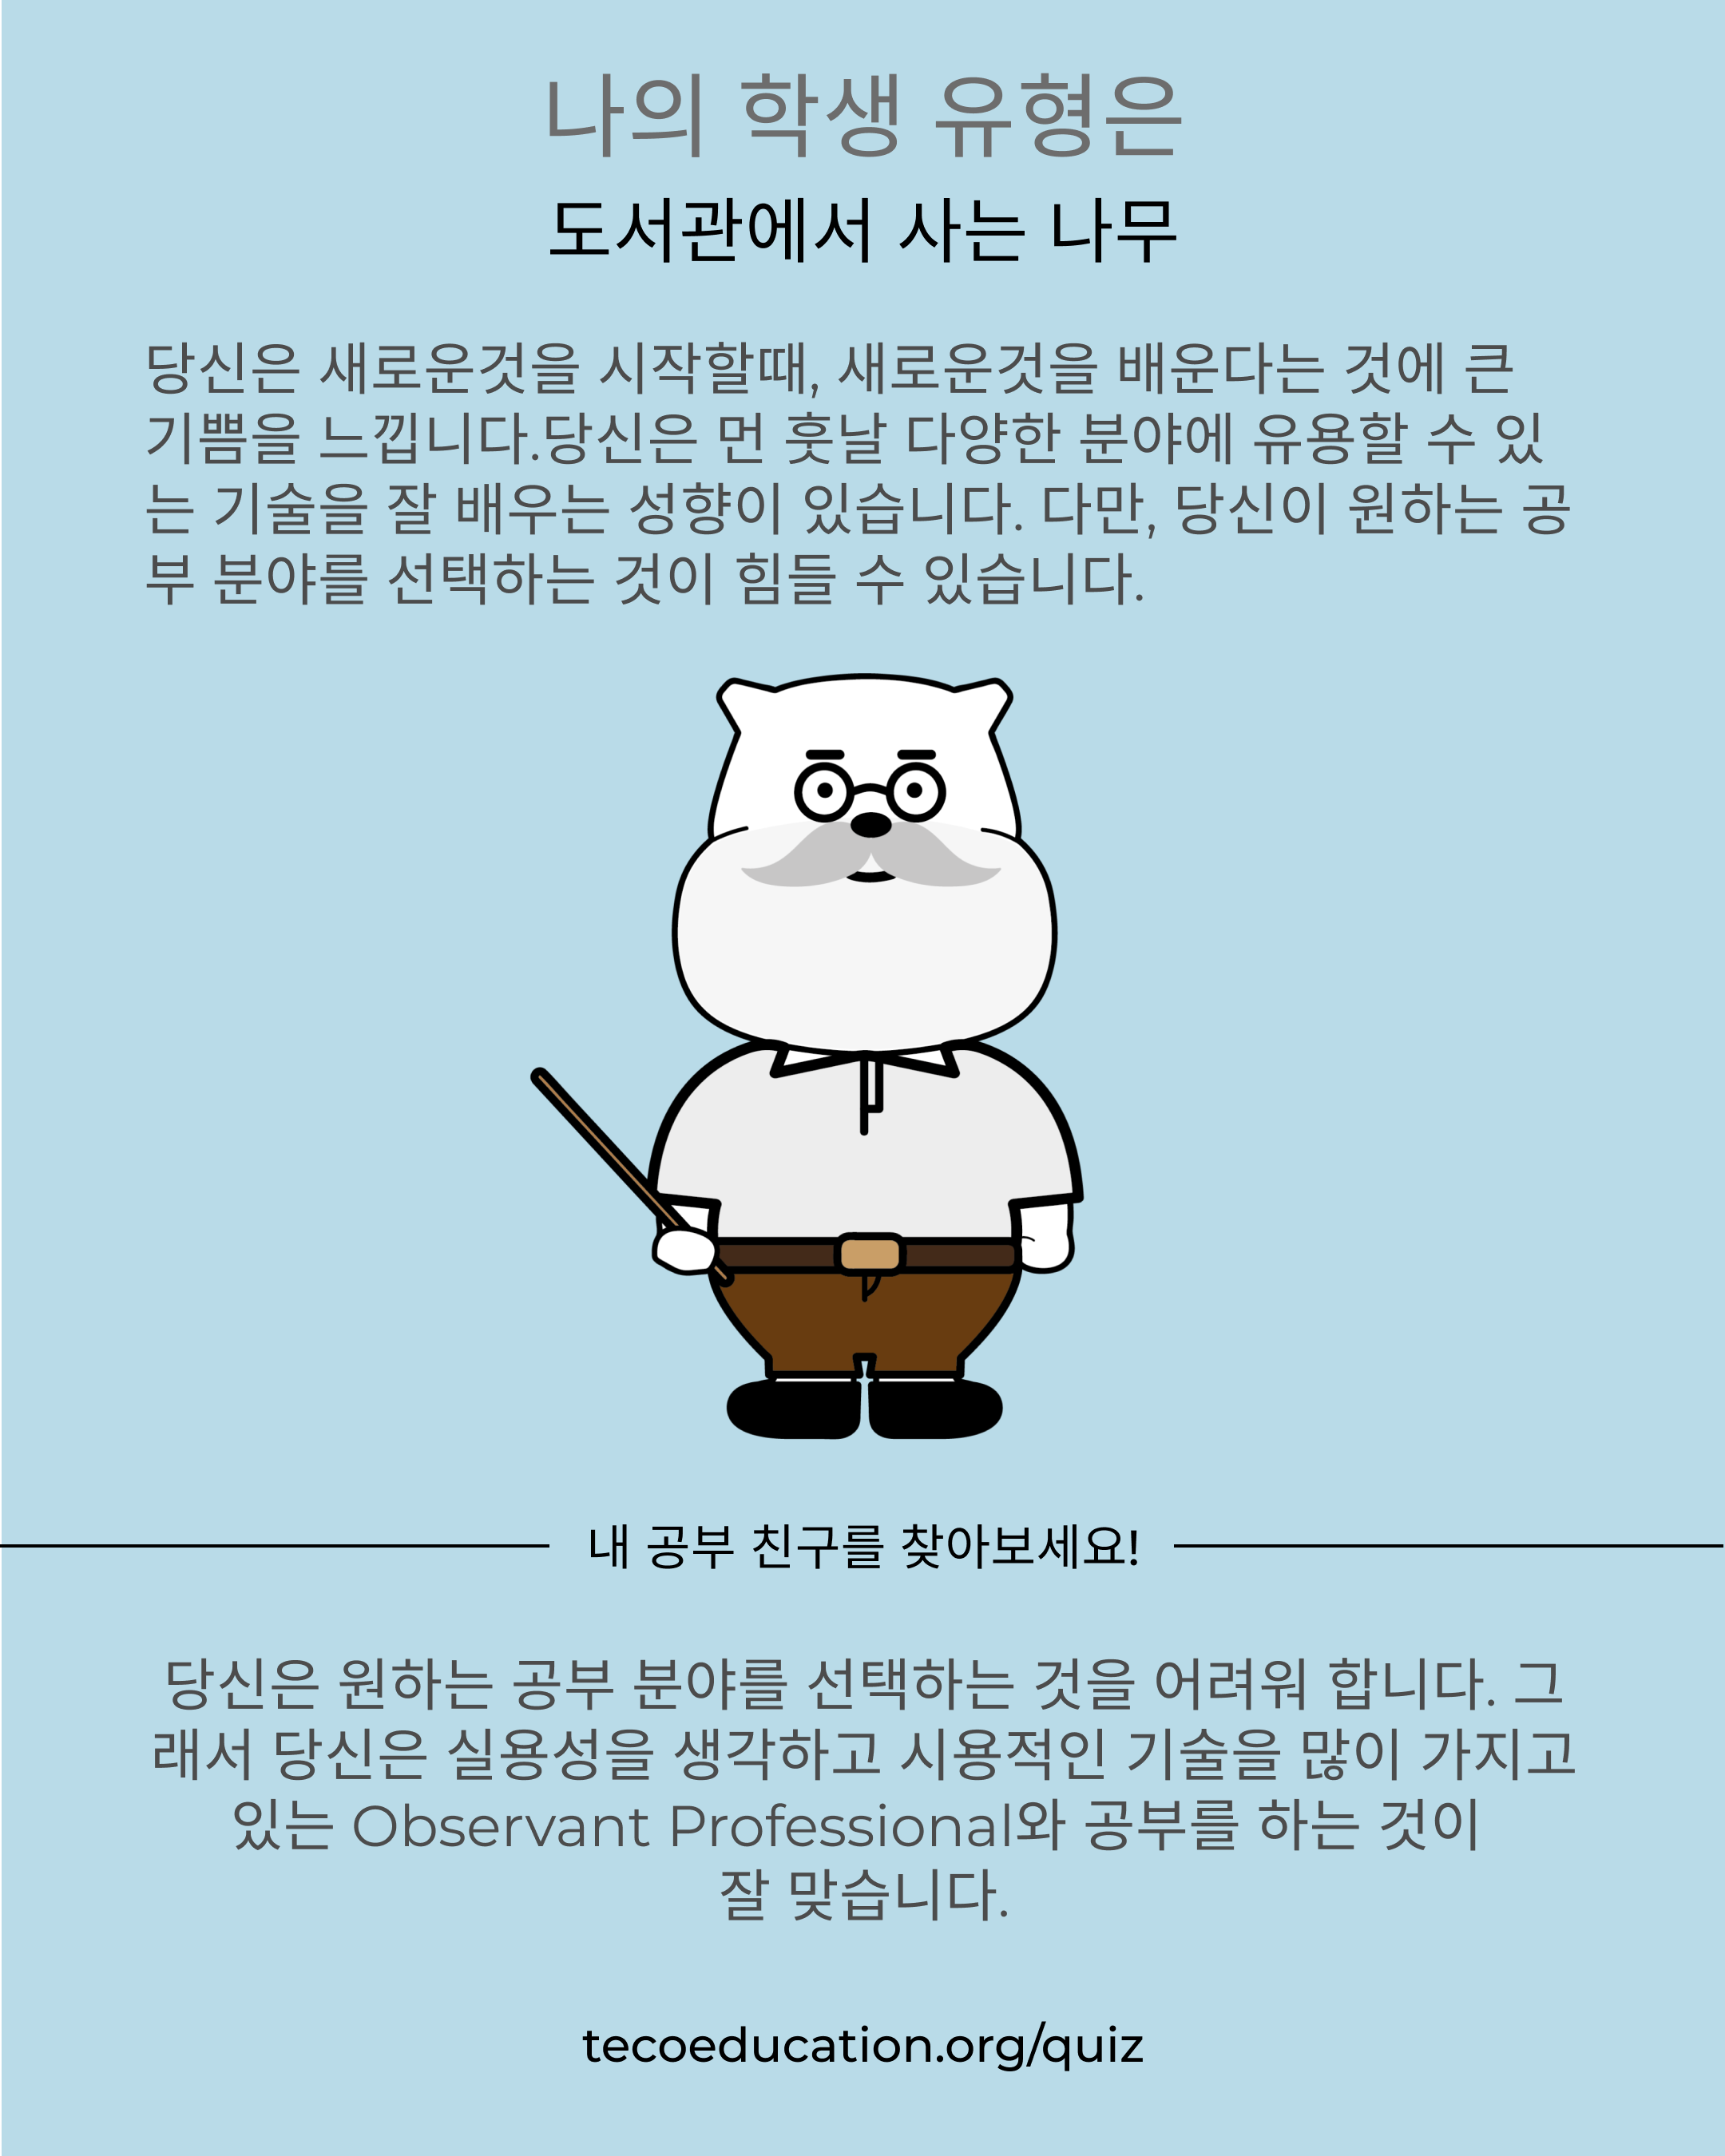 나의 학생 유형은
도서관에서 사는 나무
당신은 새로운것을 시작할때, 새로운것을 배운다는 것에 큰
기쁨을 느낍니다.당신은 먼 훗날 다양한 분야에 유용할 수 있
는 기술을 잘 배우는 성향이 있습니다. 다만, 당신이 원하는 공
부 분야를 선택하는 것이 힘들 수 있습니다.
내 공부 친구를 찾아보세요!
당신은 원하는 공부 분야를 선택하는 것을 어려워 합니다. 그
래서 당신은 실용성을 생각하고 시용적인 기술을 많이 가지고
있는 Observant Professional와 공부를 하는 것이
잘 맞습니다.
tecoeducation.org/quiz